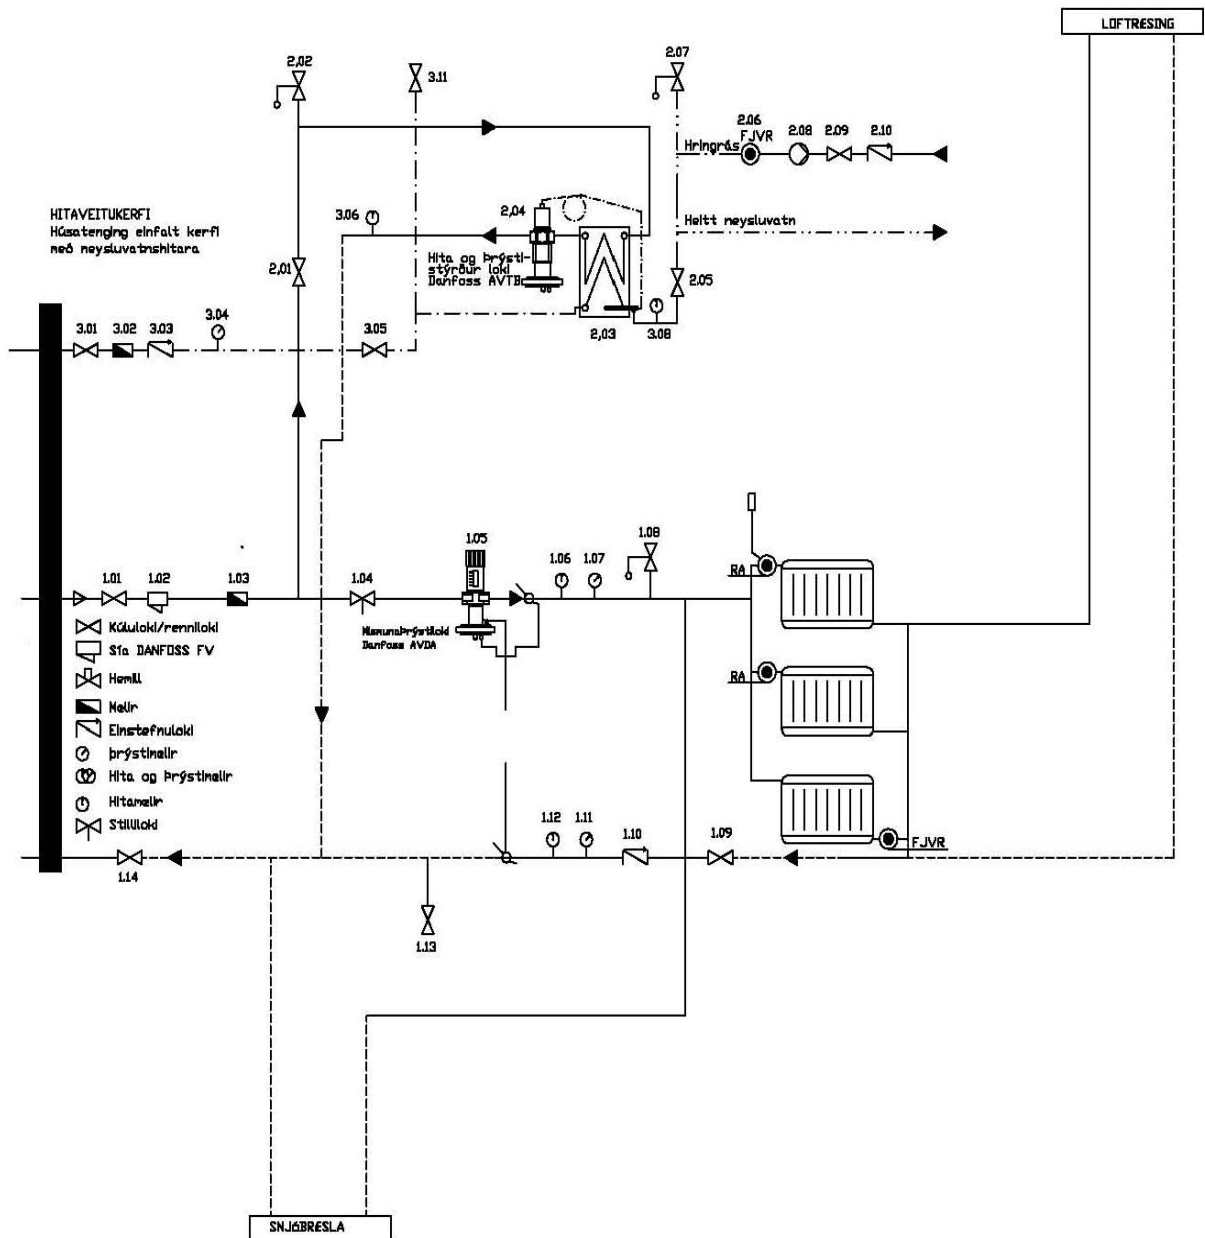 LOFTRESING
2,02
3.11
2.07
2.06
FJVR
2.08
2.09
2.10
Hringrás
HITAVEITUKERFI
Húsatenging einfalt kerfi
með neysluvatnshitara
3.06
2,04
Heitt neysluvatn
Hita og Þrýsti-
stýrður loki
Danfoss AVTB
2,01
2.05
3.01
3.02
3.03
3.04
3.05
2,03
3.08
1.01
1.02
1.03
1.04
1.05
1.06
1.07
1.08
RA
Mismunaþrýstiloki
Danfoss AVDA
Kúluloki/renniloki
Sía DANFOSS FV
Hemill
Mælir
Einstefnuloki
Þrýstimælir
Hita og Þrýstimælir
Hitamælir
Stilliloki
RA
1.12
1.11
1.10
1.09
FJVR
1.14
1.13
SNJÓBRESLA